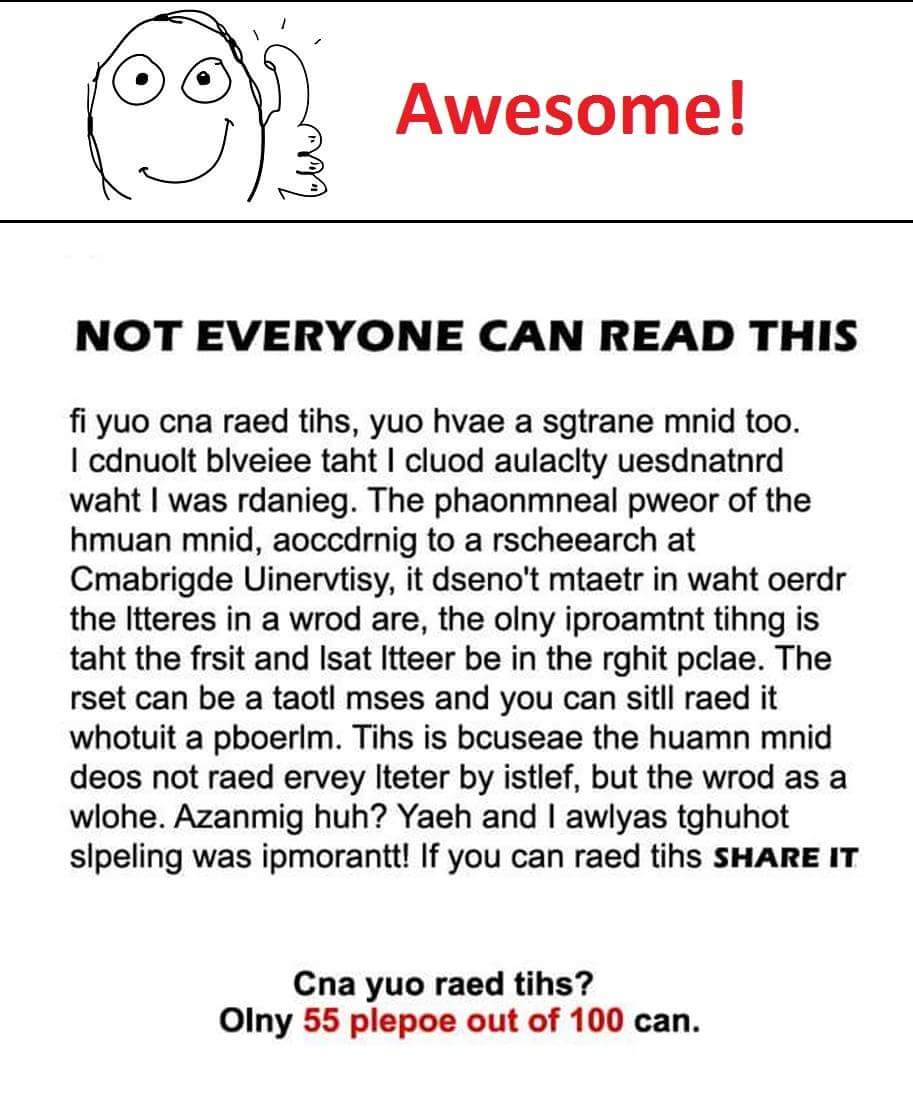 Awesome!
NOT EVERYONE CAN READ THIS
fi yuo cna raed tihs, yuo hvae a sgtrane mnid too.
I cdnuolt blveiee taht I cluod aulaclty uesdnatnrd
waht I was rdanieg. The phaonmneal pweor of the
hmuan mnid, aoccdrnig to a rscheearch at
Cmabrigde Uinervtisy, it dseno't mtaetr in waht oerdr
the ltteres in a wrod are, the olny iproamtnt tihng is
taht the frsit and lsat ltteer be in the rghit pclae. The
rset can be a taotl mses and you can sitll raed it
whotuit a pboerlm. Tihs is bcuseae the huamn mnid
deos not raed ervey lteter by istlef, but the wrod as a
wlohe. Azanmig huh? Yaeh and I awlyas tghuhot
slpeling was ipmorantt! If you can raed tihs SHARE IT
Cna yuo raed tihs?
Olny 55 plepoe out of 100 can.